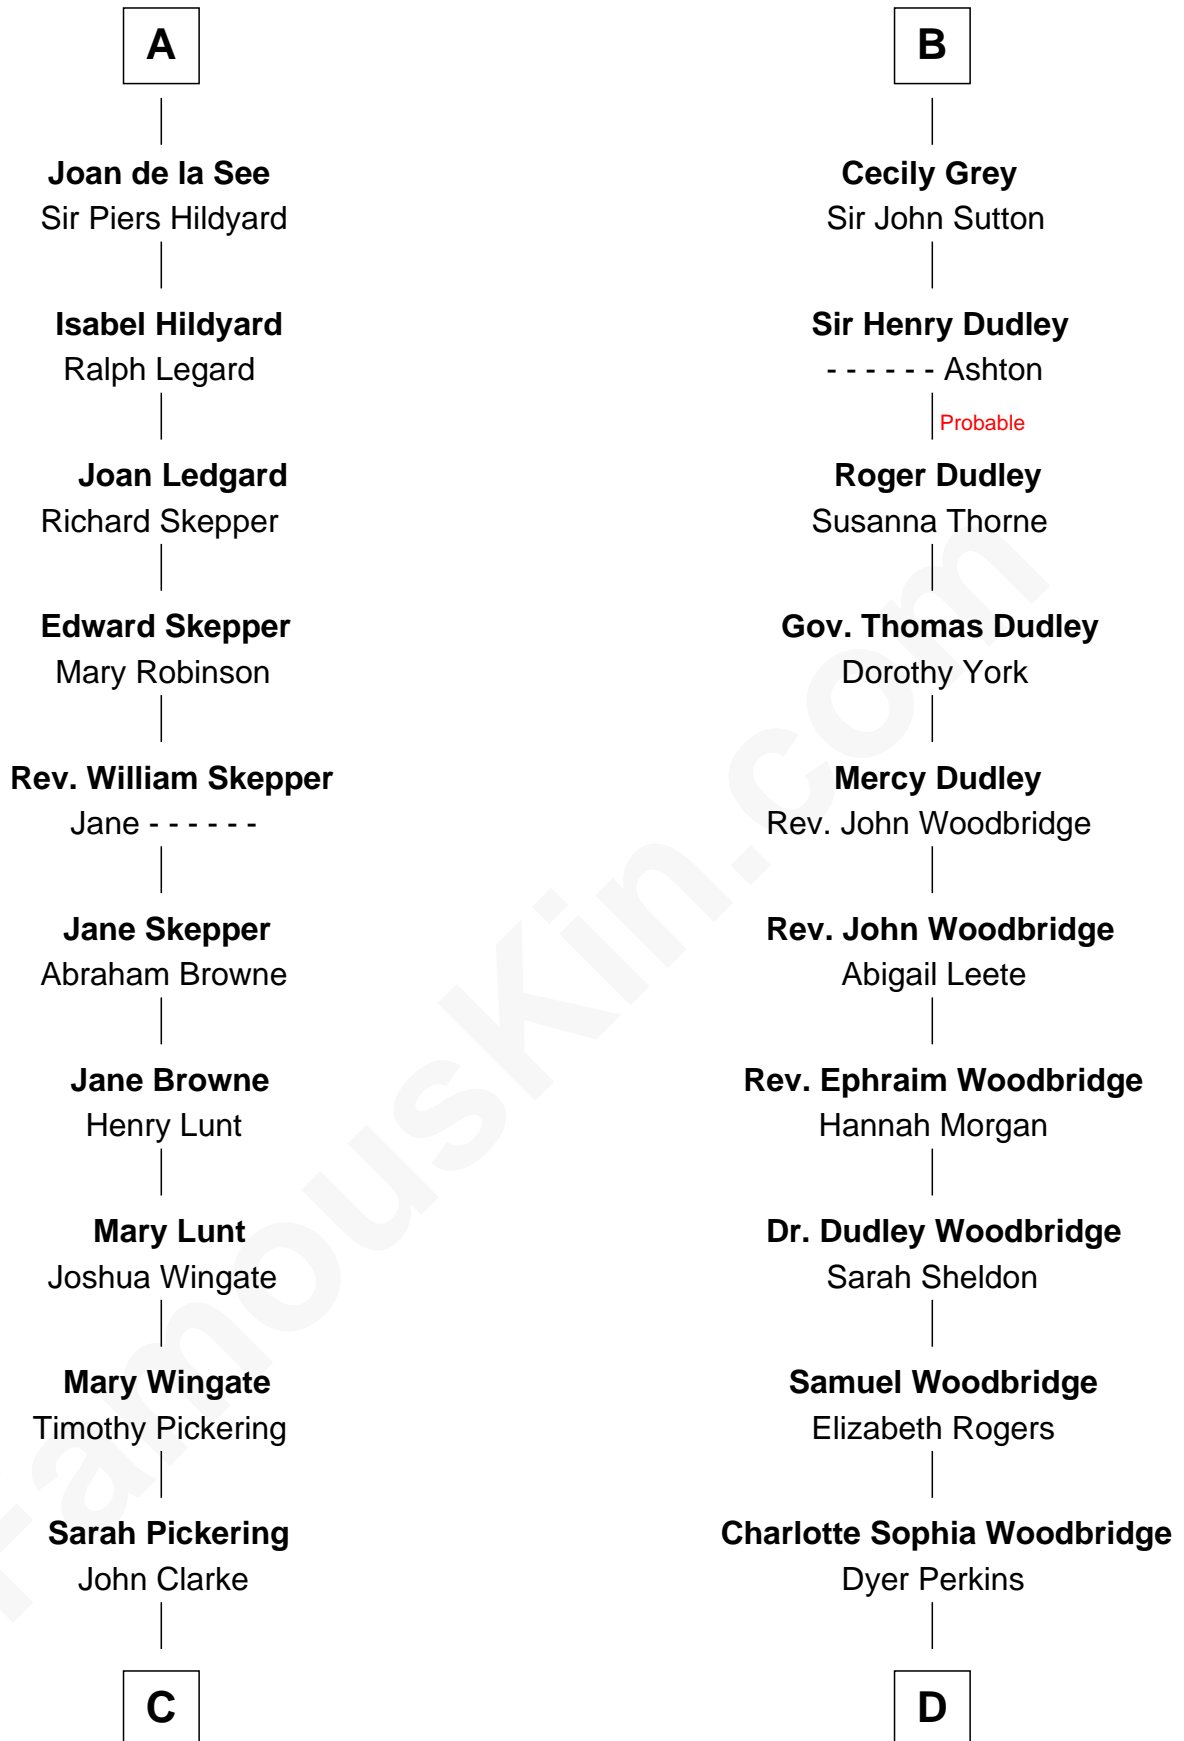 A
Joan de la See
Sir Piers Hildyard
Isabel Hildyard
Ralph Legard
Joan Ledgard
Richard Skepper
Edward Skepper
Mary Robinson
Rev. William Skepper
Jane - - - - - -
Jane Skepper
Abraham Browne
Jane Browne
Henry Lunt
Mary Lunt
Joshua Wingate
Mary Wingate
Timothy Pickering
Sarah Pickering
John Clarke
C
B
Cecily Grey
Sir John Sutton
Sir Henry Dudley
- - - - - - Ashton
Probable
Roger Dudley
Susanna Thorne
Gov. Thomas Dudley
Dorothy York
Mercy Dudley
Rev. John Woodbridge
Rev. John Woodbridge
Abigail Leete
Rev. Ephraim Woodbridge
Hannah Morgan
Dr. Dudley Woodbridge
Sarah Sheldon
Samuel Woodbridge
Elizabeth Rogers
Charlotte Sophia Woodbridge
Dyer Perkins
D
FamousKin.com